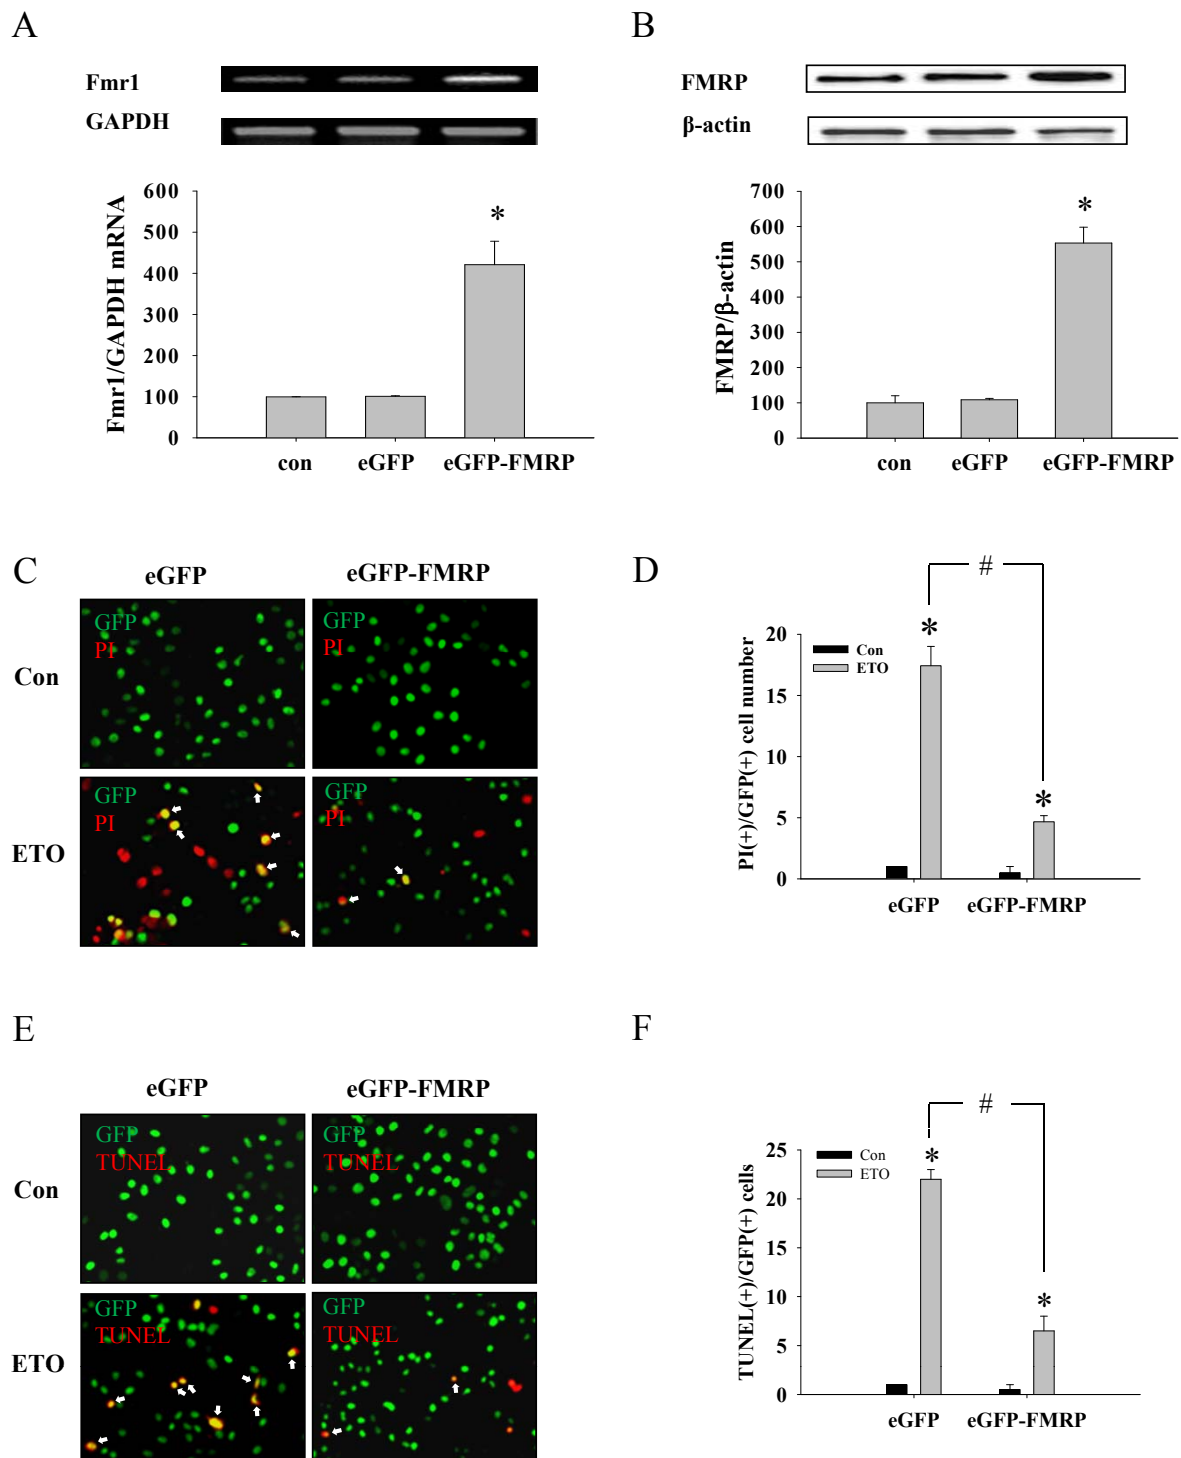 A
Fmr1
GAPDH
Fmr1/GAPDH mRNA
600
500
400
300
200
100
0
*
con eGFP eGFP-FMRP
B
FMRP
β-actin
FMRP/β-actin
700
600
500
400
300
200
100
0
*
con eGFP eGFP-FMRP
C
eGFP eGFP-FMRP
Con
GFP
PI
GFP
PI
ETO
GFP
PI
GFP
PI
D
#
PI(+)/GFP(+) cell number
20
15
10
5
0
Con
ETO
*
*
eGFP eGFP-FMRP
E
eGFP eGFP-FMRP
Con
GFP
TUNEL
GFP
TUNEL
ETO
GFP
TUNEL
GFP
TUNEL
F
#
TUNEL(+)/GFP(+) cells
25
20
15
10
5
0
Con
ETO
*
*
eGFP eGFP-FMRP